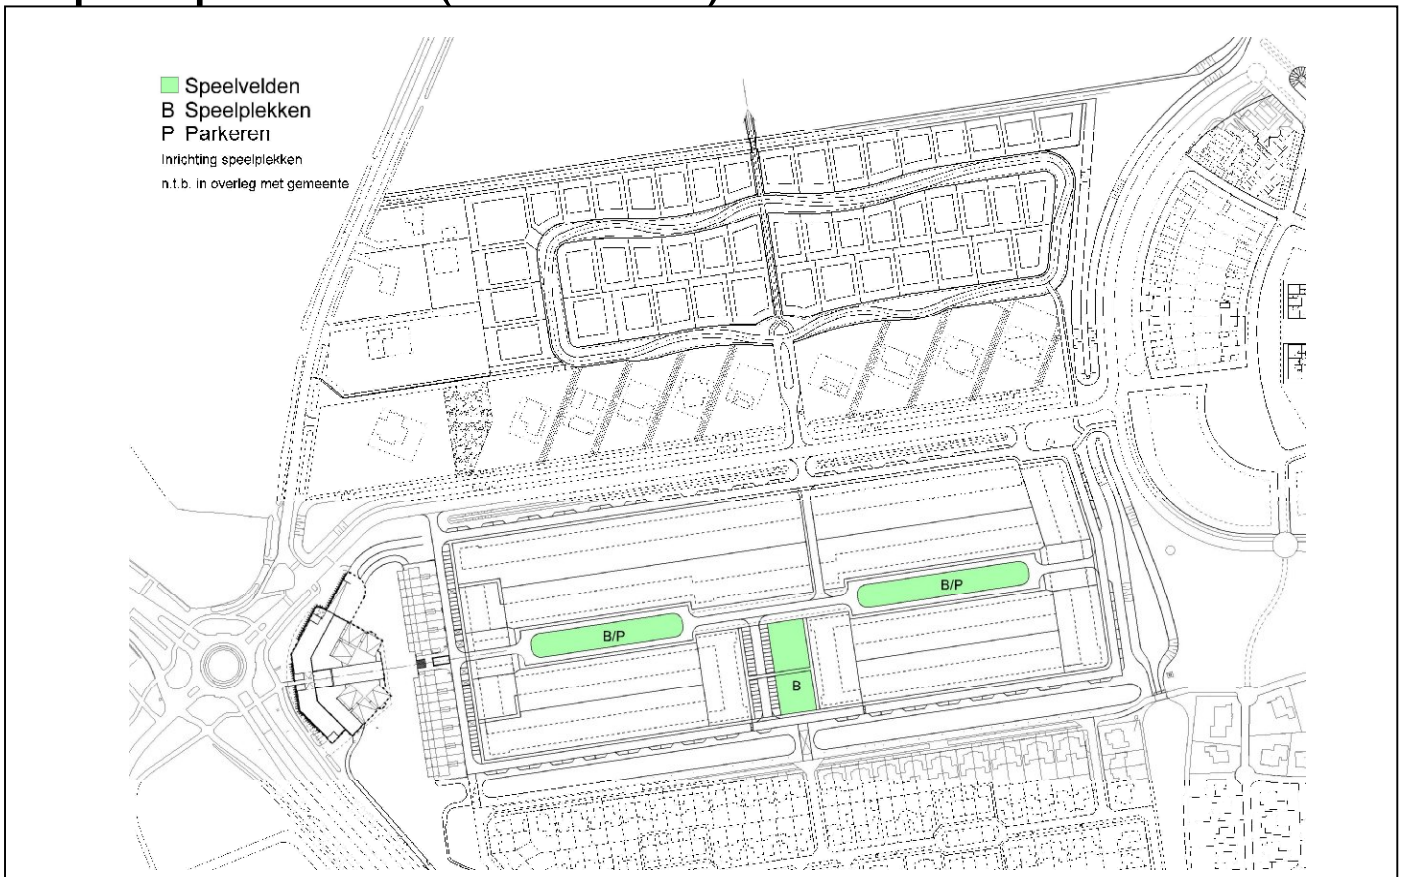 Speelvelden
B Speelplekken
P Parkeren
Inrichting speelplekken
n.t.b. in overleg met gemeente
B/P
B/P
B